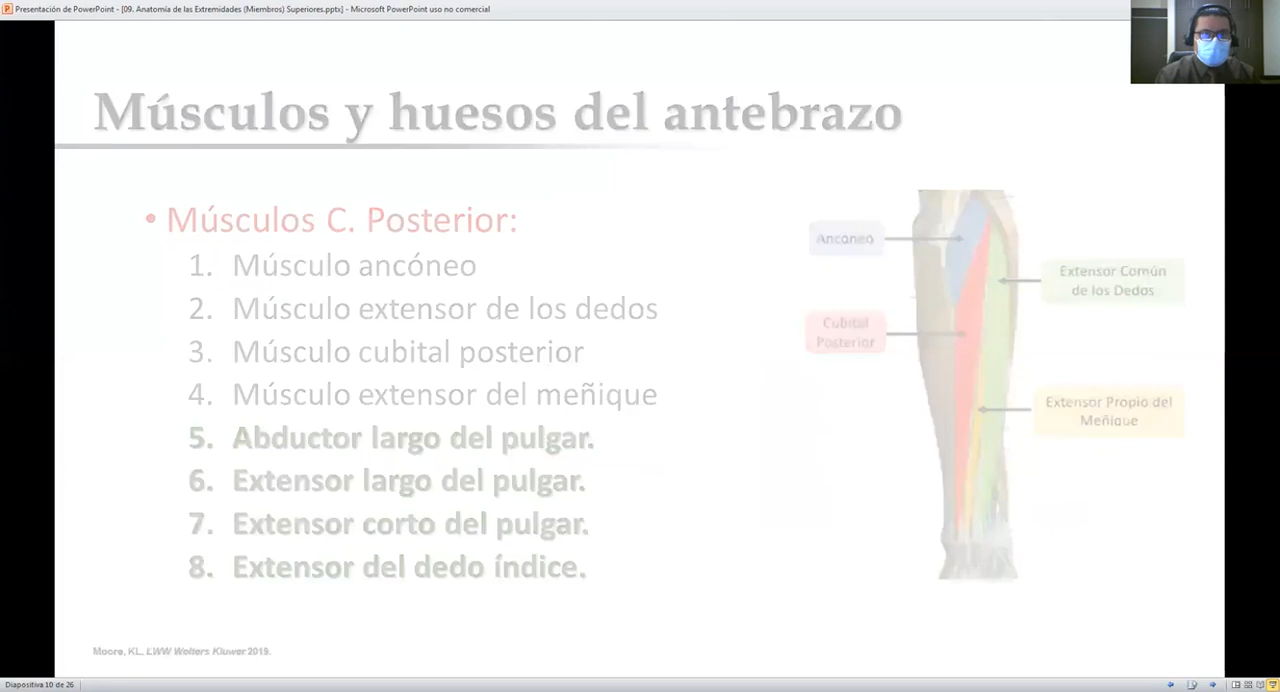 Presentación de PowerPoint - [09. Anatomía de las Extremidades (Miembros) Superiores.pptx] - Microsoft PowerPoint uso no comercial
Músculos y huesos del antebrazo
• Músculos C. Posterior:
1. Músculo ancóneo
2. Músculo extensor de los dedos
3. Músculo cubital posterior
4. Músculo extensor del meñique
5. Abductor largo del pulgar.
6. Extensor largo del pulgar.
7. Extensor corto del pulgar.
8. Extensor del dedo índice.
Ancóneo
Extensor Común
de los Dedos
Cubital
Posterior
Extensor Propio del
Meñique
Moore, KL. LWW Wolters Kluwer 2019.
Diapositiva 10 de 26